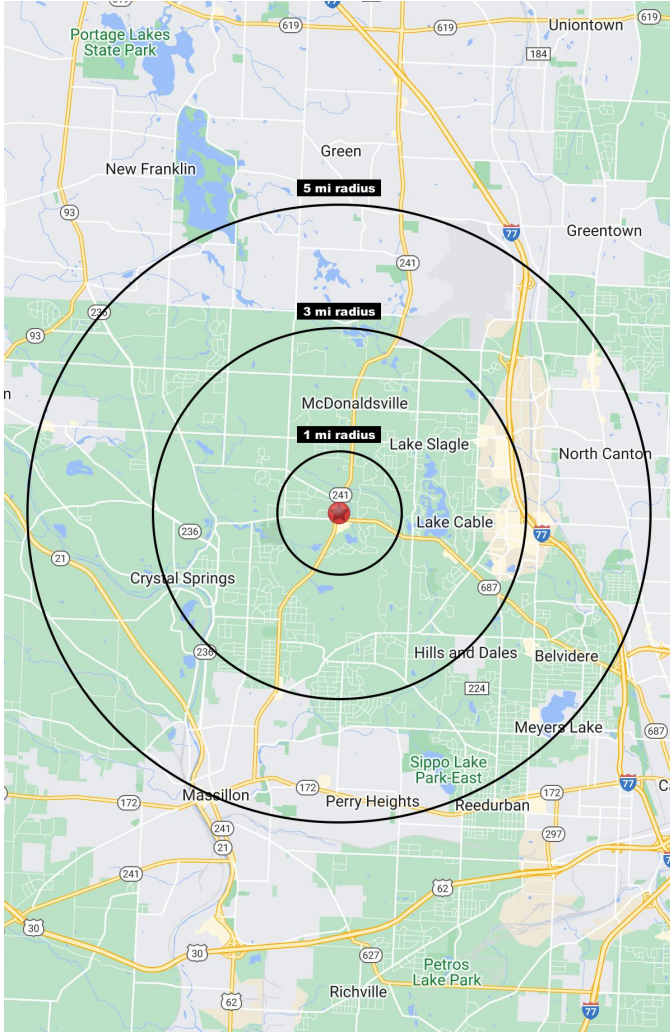 619
77
619
619
Uniontown
Portage Lakes
State Park
184
Green
New Franklin
5 mi radius
93
77
Greentown
241
236
3 mi radius
93
n
McDonaldsville
1 mi radius
Lake Slagle
North Canton
241
Lake Cable
236
77
21
Crystal Springs
687
236
Hills and Dales
Belvidere
224
Meyers Lake
687
Sippo Lake
Park-East
77
172
Massillon
172
Perry Heights
Reedurban
172
C
241
21
297
241
62
30
30
627
Petros
Lake Park
Richville
62
77